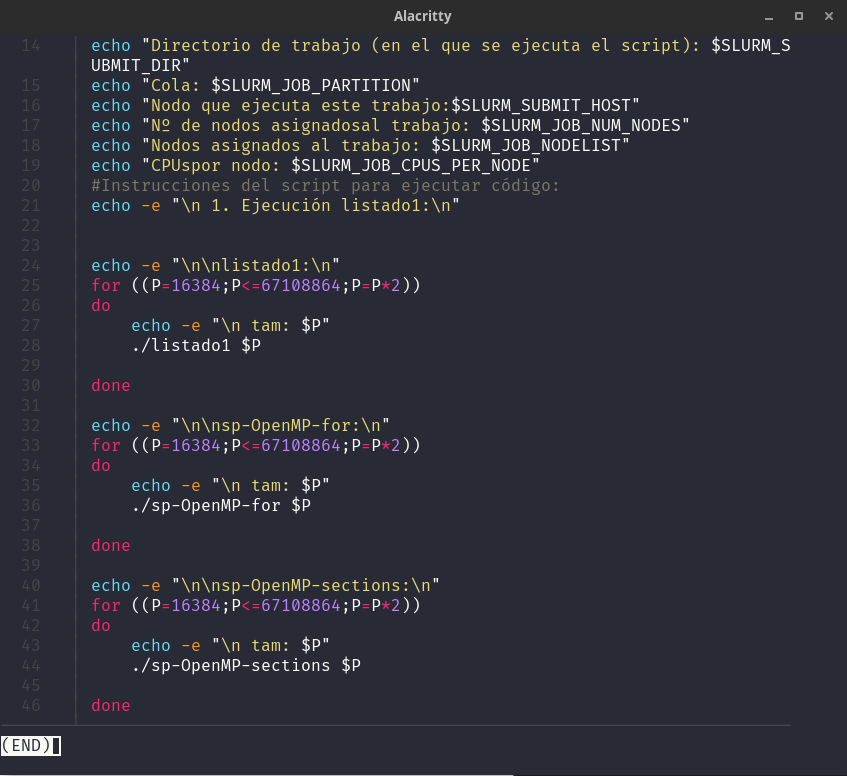 Alacritty
14 echo "Directorio de trabajo (en el que se ejecuta el script): $SLURM_S
UBMIT_DIR"
15 echo "Cola: $SLURM_JOB_PARTITION"
16 echo "Nodo que ejecuta este trabajo:$SLURM_SUBMIT_HOST"
17 echo "Nº de nodos asignadosal trabajo: $SLURM_JOB_NUM_NODES"
18 echo "Nodos asignados al trabajo: $SLURM_JOB_NODELIST"
19 echo "CPUspor nodo: $SLURM_JOB_CPUS_PER_NODE"
20 #Instrucciones del script para ejecutar código:
21 echo -e "\n 1. Ejecución listado1:\n"
22
23
24 echo -e "\n\nlistado1:\n"
25 for ((P=16384;P<=67108864;P=P*2))
26 do
27     echo -e "\n tam: $P"
28     ./listado1 $P
29
30 done
31
32 echo -e "\n\nsp-OpenMP-for:\n"
33 for ((P=16384;P<=67108864;P=P*2))
34 do
35     echo -e "\n tam: $P"
36     ./sp-OpenMP-for $P
37
38 done
39
40 echo -e "\n\nsp-OpenMP-sections:\n"
41 for ((P=16384;P<=67108864;P=P*2))
42 do
43     echo -e "\n tam: $P"
44     ./sp-OpenMP-sections $P
45
46 done
(END)